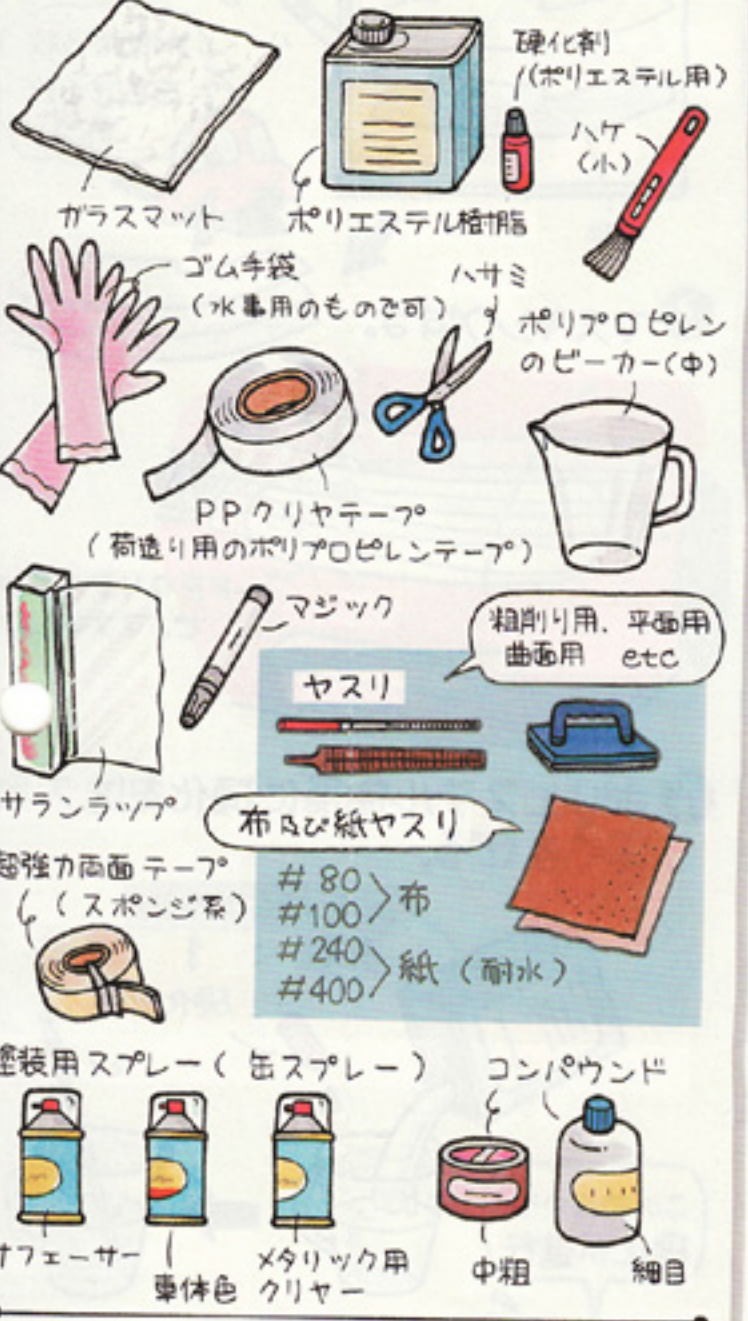 硬化剤
(ポリエステル用)
ハケ
(小)
ガラスマット
ポリエステル樹脂
ゴム手袋
(水事用のもので可)
ハサミ
ポリプロピレン
のビーカー(中)
PPクリヤテープ
(荷造り用のポリプロピレンテープ)
マジック
粗削り用、平面用
曲面用 etc
ヤスリ
サランラップ
布及び紙ヤスリ
超強力両面テープ
(スポンジ系)
#80
#100
布
#240
#400
紙(耐水)
塗装用スプレー(缶スプレー)
コンパウンド
サフェーサー
車体色
メタリック用
クリヤー
中粗
細目